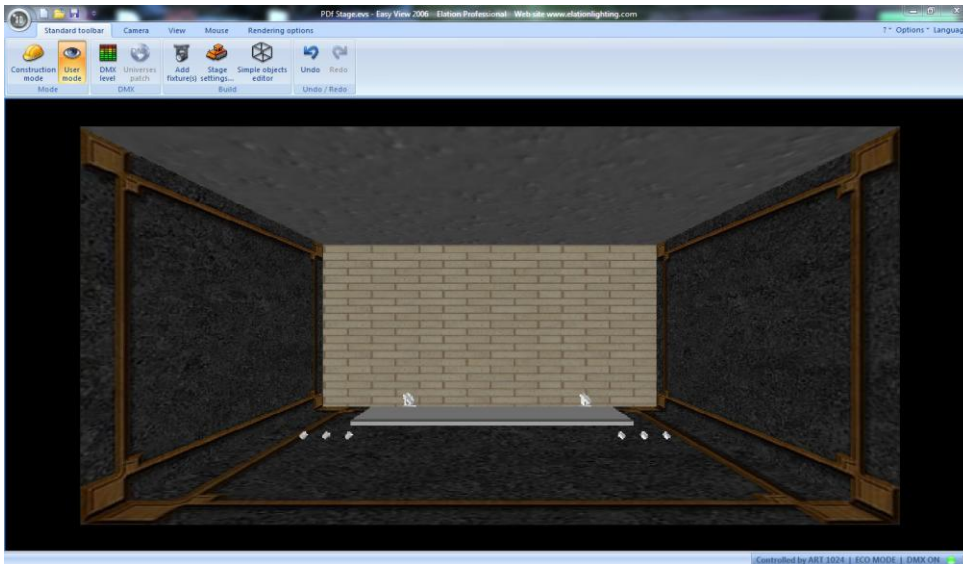 PDf Stage.evs - Easy View 2006 Elation Professional Web site www.elationlighting.com
Standard toolbar Camera View Mouse Rendering options ? Options Languag
Construction mode User mode DMX level Universes patch Add fixture(s) Stage settings... Simple objects editor Undo Redo
Mode DMX Build Undo / Redo
Controlled by ART 1024 | ECO MODE | DMX ON